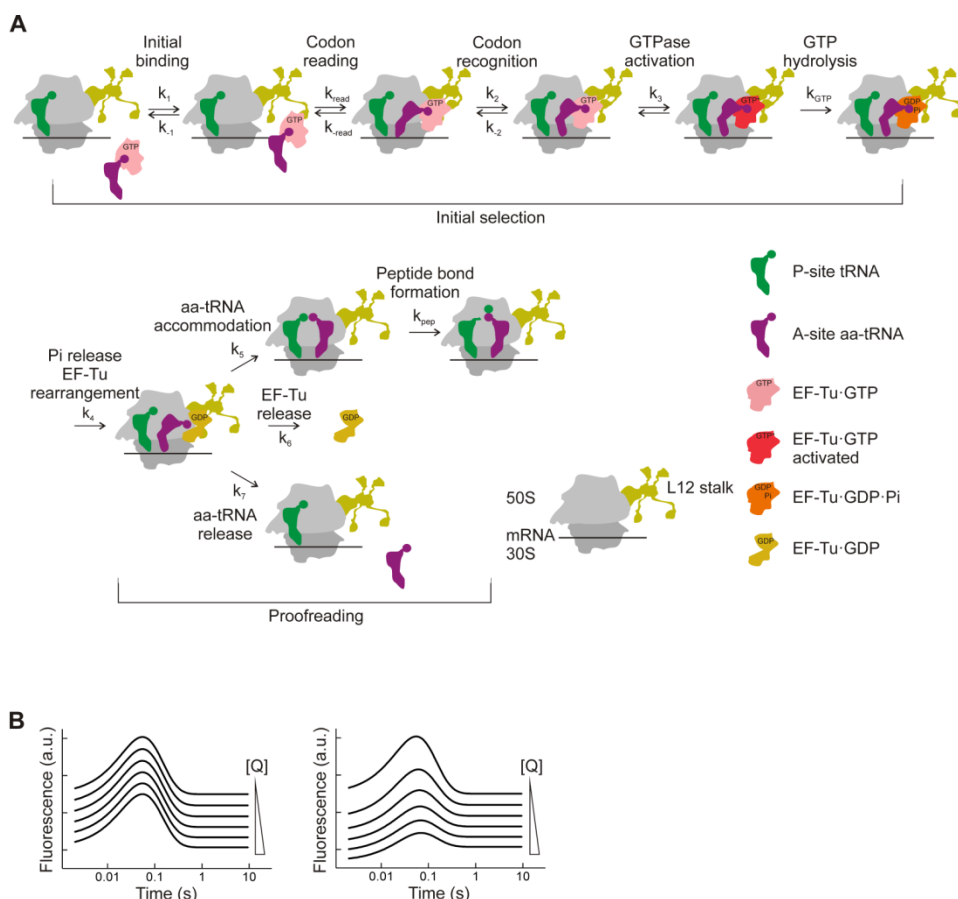 A
Initial binding
Codon reading
Codon recognition
GTPase activation
GTP hydrolysis
k1
k-1
kread
k-read
k2
k-2
k3
kGTP
GTP
GTP
GTP
GTP
GTP
GDP Pi
Initial selection
Pi release
EF-Tu
rearrangement
k4
GDP
aa-tRNA
accommodation
k5
Peptide bond
formation
kpep
EF-Tu
release
k6
GDP
k7
aa-tRNA
release
Proofreading
50S
mRNA
30S
L12 stalk
P-site tRNA
A-site aa-tRNA
GTP
EF-Tu·GTP
GTP
EF-Tu·GTP
activated
GDP Pi
EF-Tu·GDP·Pi
GDP
EF-Tu·GDP
B
Fluorescence (a.u.)
[Q]
0.01 0.1 1 10
Time (s)
Fluorescence (a.u.)
[Q]
0.01 0.1 1 10
Time (s)